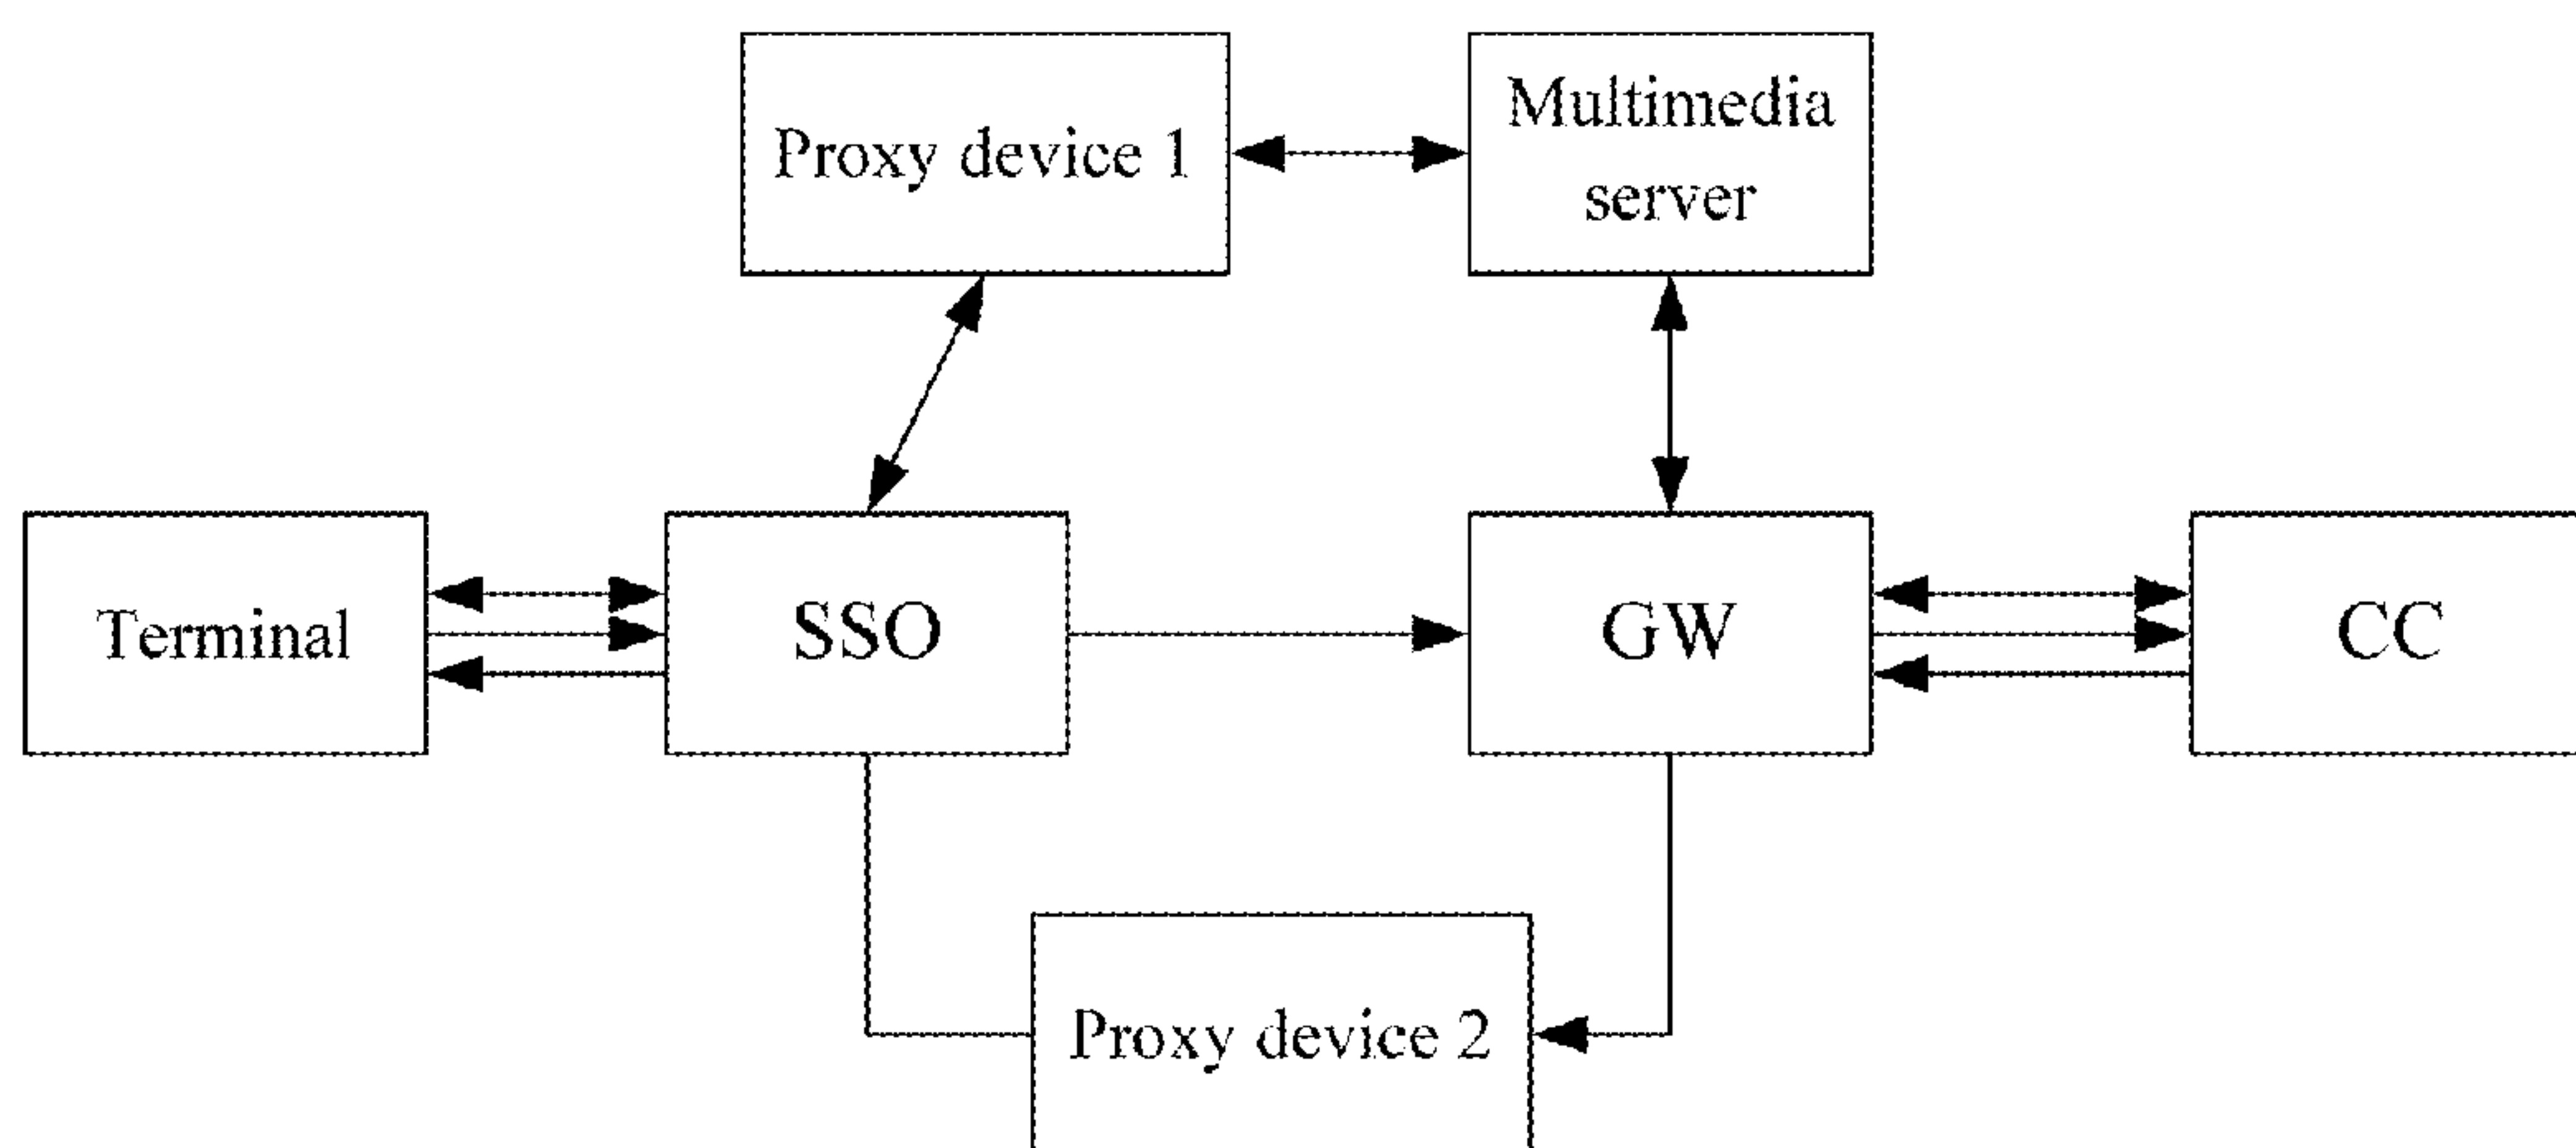 Proxy device 1
Multimedia
server
Terminal
SSO
GW
CC
Proxy device 2